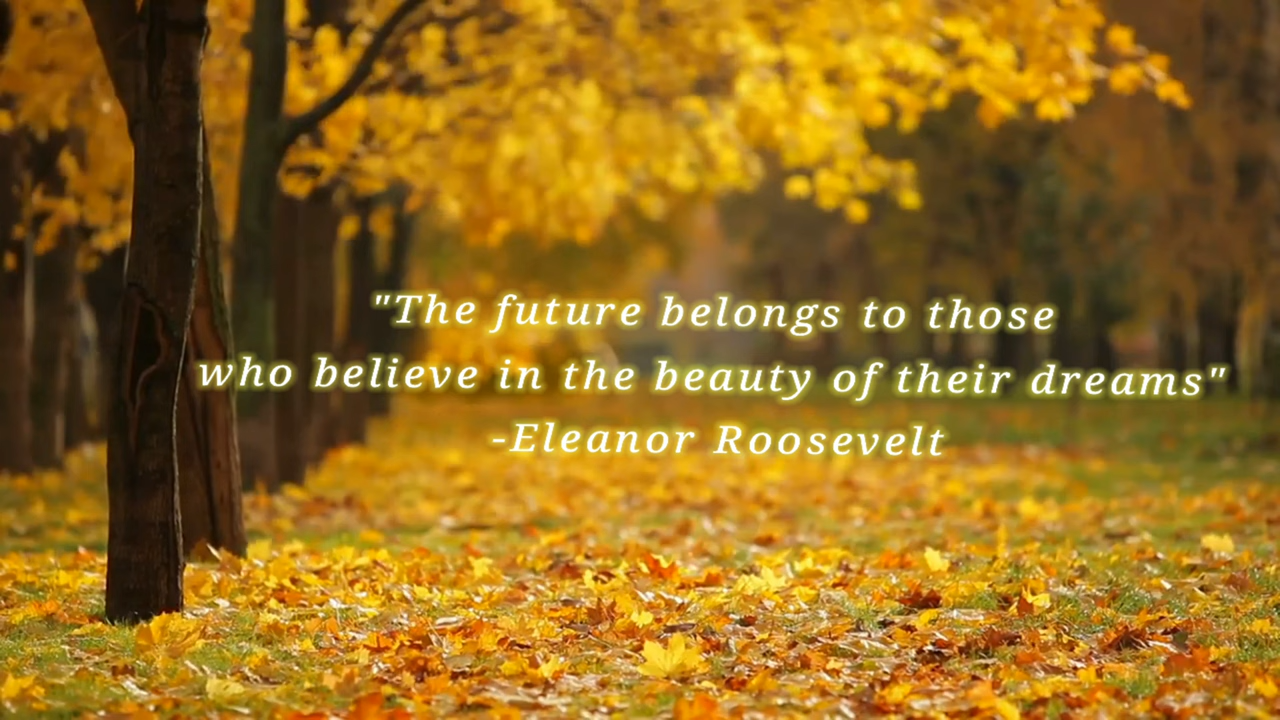 "The future belongs to those
who believe in the beauty of their dreams"
-Eleanor Roosevelt